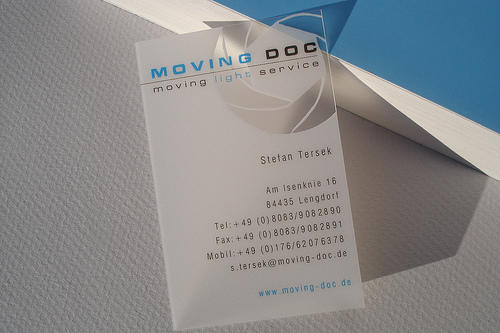 MOVING DOC
moving light service
Stefan Tersek
Am Isenknie 16
84435 Lengdorf
Tel:+49 (0)8083/9082890
Fax:+49 (0)8083/9082891
Mobil:+49 (0)176/62076378
s.tersek@moving-doc.de
www.moving-doc.de